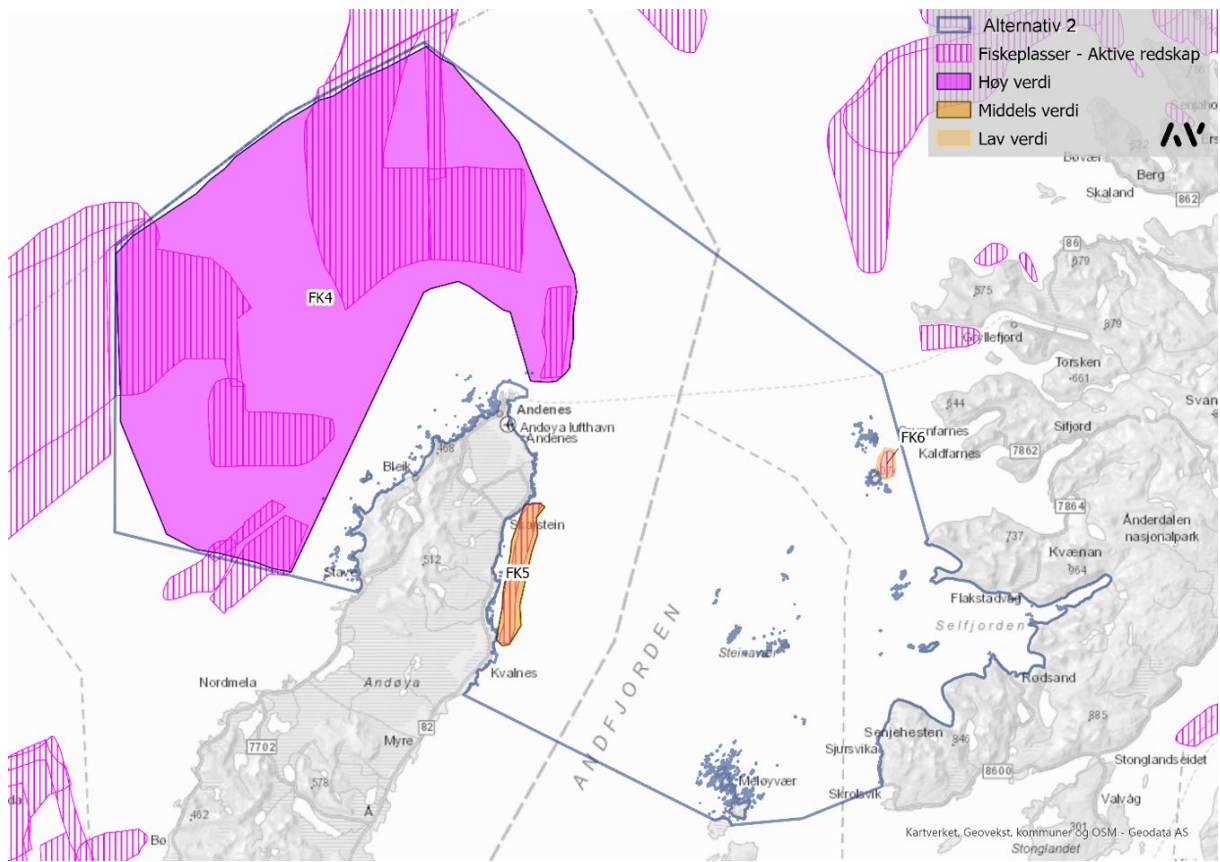 Alternativ 2
Fiskeplasser - Aktive redskap
Høy verdi
Middels verdi
Lav verdi
Bøvær
Berg
Skaland
862
86
679
575
879
Gryllefjord
Torsken
661
644
Sifjord
7862
Kaldfarnes
FK6
7864
Ånderdalen
nasjonalpark
737
Kvænan
964
Flakstadvåg
Selfjorden
Rødsand
885
Senjehesten
846
Sjursvika
Skrolsvik
8600
Stonglandseidet
Valvåg
301
Stonglandet
FK4
Andenes
Andøya lufthavn
Andenes
468
Bleik
Skarstein
512
FK5
Stave
Kvalnes
Nordmela
Andøya
82
Myre
7702
578
Å
462
Bø
ANDFJORDEN
Steinavær
Meløyvær
Kartverket, Geovekst, kommuner og OSM - Geodata AS